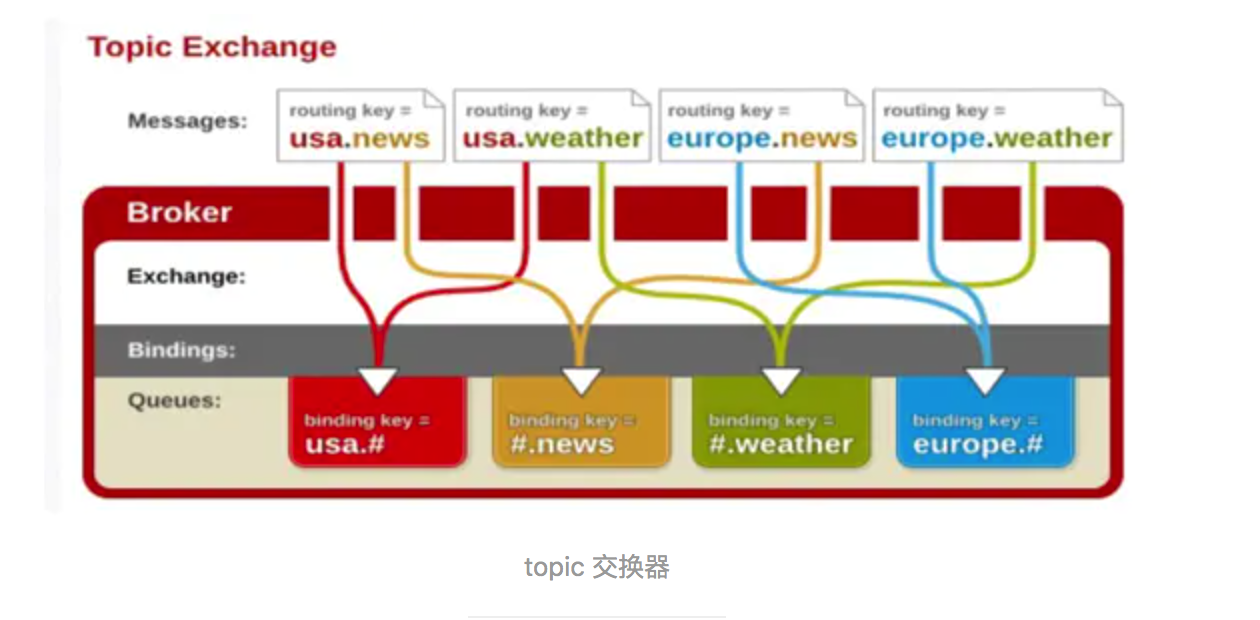 Topic Exchange
Messages:
routing key =
usa.news
routing key =
usa.weather
routing key =
europe.news
routing key =
europe.weather
Broker
Exchange:
Bindings:
Queues:
binding key =
usa.#
binding key =
#.news
binding key =
#.weather
binding key =
europe.#
topic 交换器